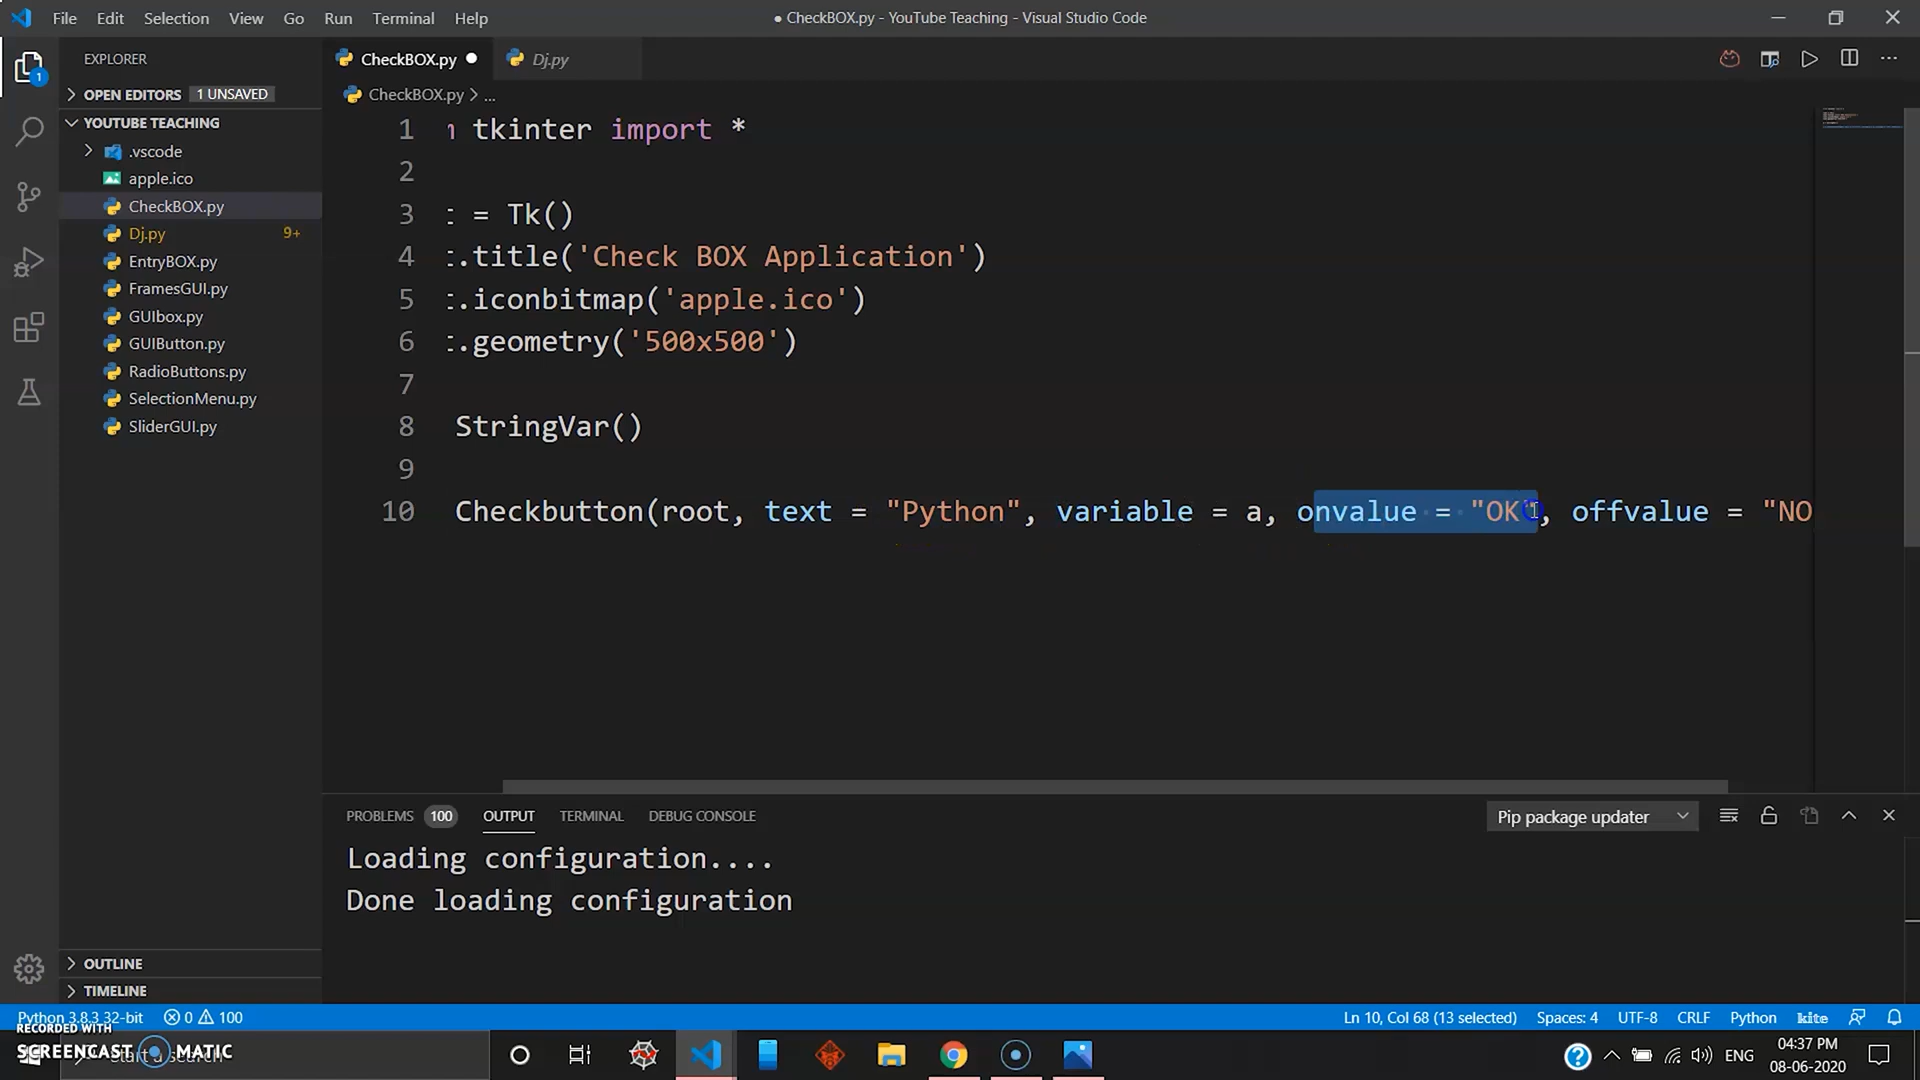 File Edit Selection View Go Run Terminal Help
● CheckBOX.py - YouTube Teaching - Visual Studio Code
EXPLORER
OPEN EDITORS 1 UNSAVED
YOUTUBE TEACHING
.vscode
apple.ico
CheckBOX.py
Dj.py 9+
EntryBOX.py
FramesGUI.py
GUIbox.py
GUIButton.py
RadioButtons.py
SelectionMenu.py
SliderGUI.py
OUTLINE
TIMELINE
1
CheckBOX.py ● Dj.py
CheckBOX.py > ...
1 tkinter import *
2
3 = Tk()
4 .title('Check BOX Application')
5 .iconbitmap('apple.ico')
6 .geometry('500x500')
7
8 StringVar()
9
10 Checkbutton(root, text = "Python", variable = a, onvalue = "OK", offvalue = "NO
PROBLEMS 100 OUTPUT TERMINAL DEBUG CONSOLE
Pip package updater
Loading configuration....
Done loading configuration
Python 3.8.3 32-bit 0 100
Ln 10, Col 68 (13 selected) Spaces: 4 UTF-8 CRLF Python kite
RECORDED WITH
SCREENCAST MATIC
ENG
04:37 PM
08-06-2020